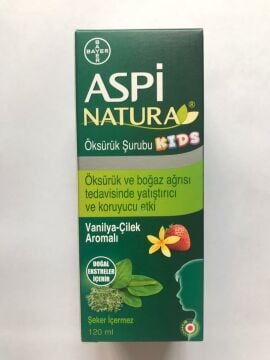 BAYER
BAYER
ASPİ
NATURA®
Öksürük Şurubu KIDS
Öksürük ve boğaz ağrısı
tedavisinde yatıştırıcı
ve koruyucu etki
Vanilya-Çilek
Aromalı
DOĞAL
EKSTRELER
İÇERİR
Şeker İçermez
120 ml